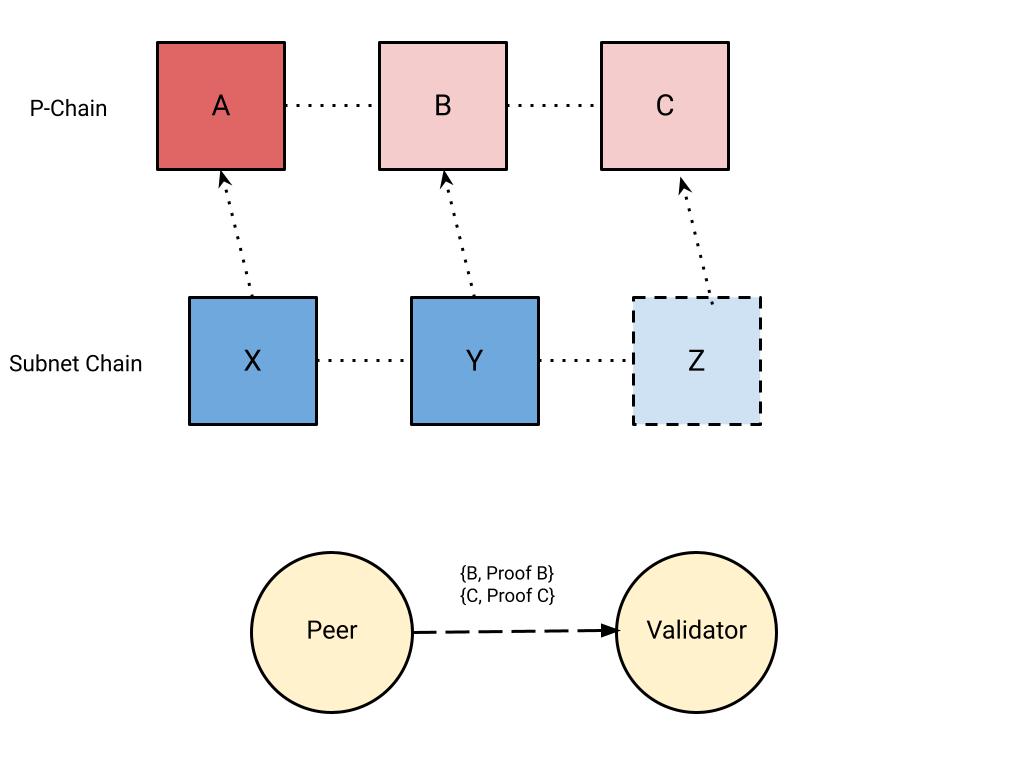 P-Chain
A
B
C
Subnet Chain
X
Y
Z
Peer
{B, Proof B}
{C, Proof C}
Validator